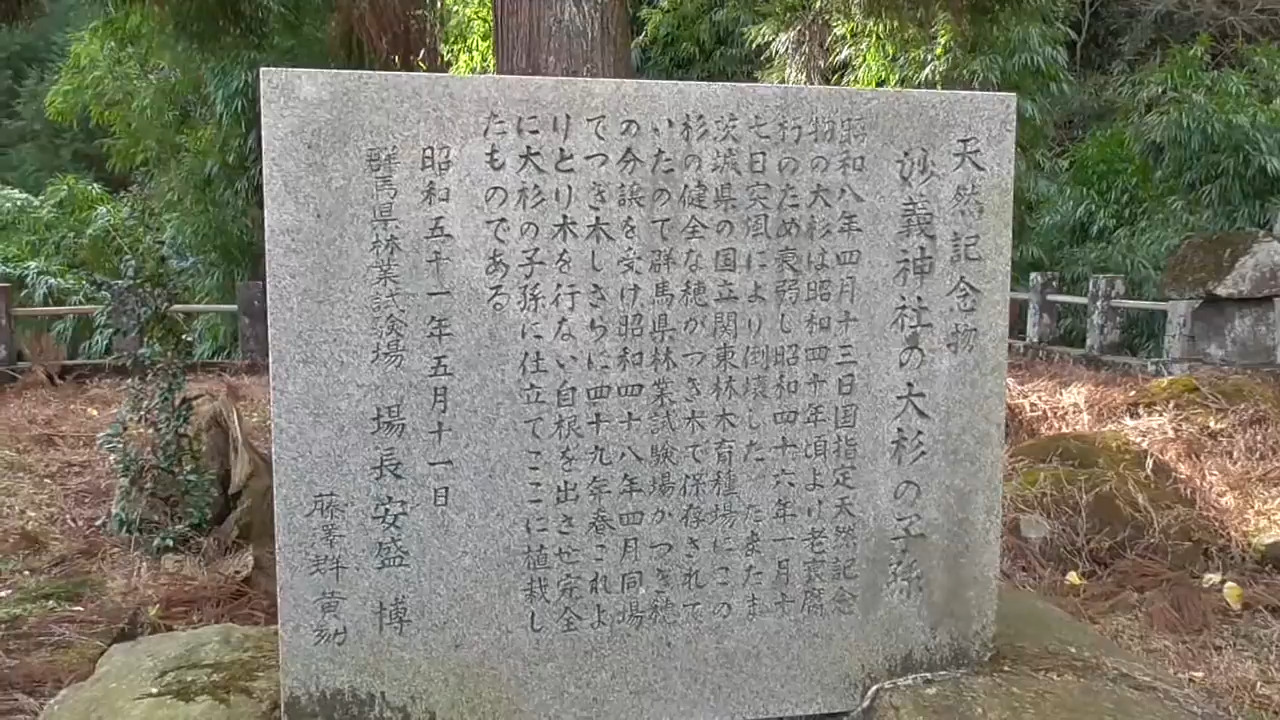 天然記念物
妙義神社の大杉の子孫
昭和八年四月十三日国指定天然記念
物の大杉は昭和四十年頃より老衰腐
朽のため衰弱し昭和四十六年一月十
七日突風により倒壊した たまたま
茨城県の国立関東林木育種場にこの
杉の健全な穂がつぎ木で保存されて
いたので群馬県林業試験場がつぎ穂
の分譲を受け昭和四十八年四月同場
てつぎ木しさらに四十九年春これよ
りとり木を行ない自根を出させ完全
に大杉の子孫に仕立てここに植栽し
たものである
昭和五十一年五月十一日
群馬県林業試験場 場長 安盛 博
藤澤群黄刻